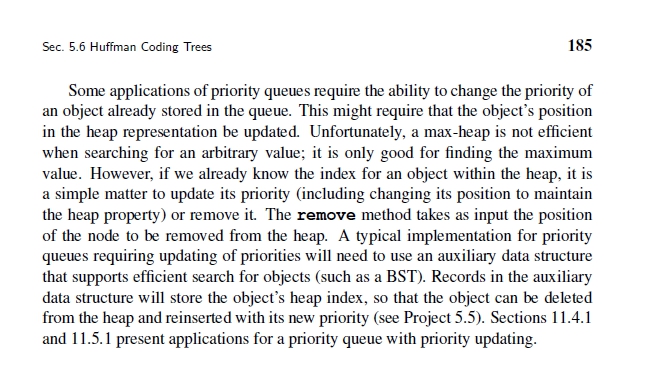 Sec. 5.6 Huffman Coding Trees 185
Some applications of priority queues require the ability to change the priority of
an object already stored in the queue. This might require that the object's position
in the heap representation be updated. Unfortunately, a max-heap is not efficient
when searching for an arbitrary value; it is only good for finding the maximum
value. However, if we already know the index for an object within the heap, it is
a simple matter to update its priority (including changing its position to maintain
the heap property) or remove it. The remove method takes as input the position
of the node to be removed from the heap. A typical implementation for priority
queues requiring updating of priorities will need to use an auxiliary data structure
that supports efficient search for objects (such as a BST). Records in the auxiliary
data structure will store the object's heap index, so that the object can be deleted
from the heap and reinserted with its new priority (see Project 5.5). Sections 11.4.1
and 11.5.1 present applications for a priority queue with priority updating.